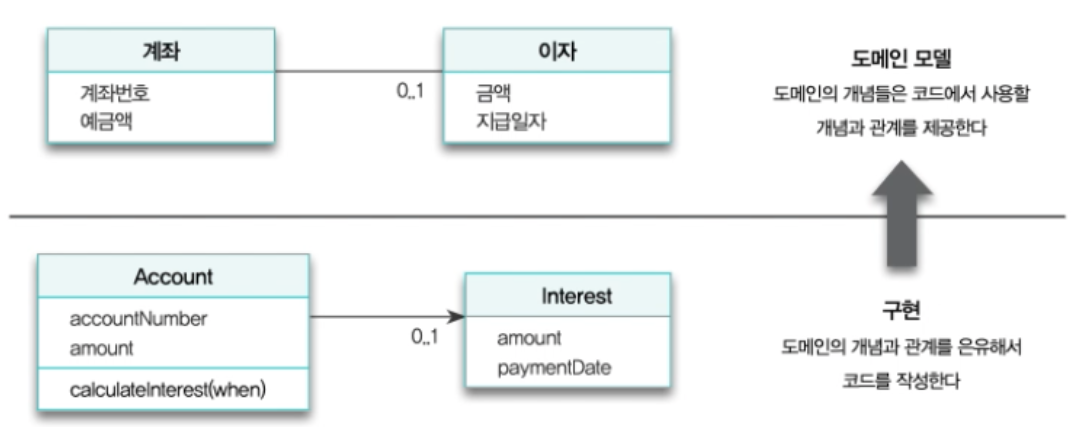 계좌
계좌번호
예금액
0..1
이자
금액
지급일자
도메인 모델
도메인의 개념들은 코드에서 사용할
개념과 관계를 제공한다
Account
accountNumber
amount
calculateInterest(when)
0..1
Interest
amount
paymentDate
구현
도메인의 개념과 관계를 은유해서
코드를 작성한다